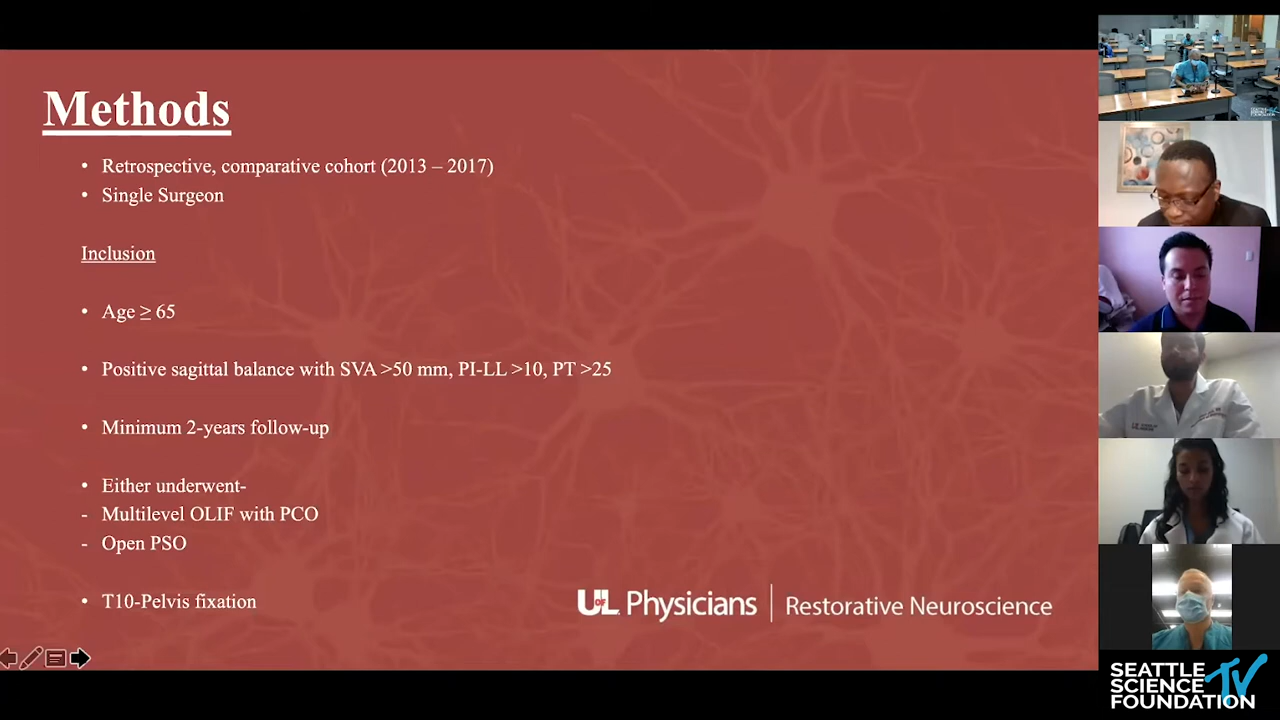 Methods
• Retrospective, comparative cohort (2013 – 2017)
• Single Surgeon
Inclusion
• Age ≥ 65
• Positive sagittal balance with SVA >50 mm, PI-LL >10, PT >25
• Minimum 2-years follow-up
• Either underwent-
- Multilevel OLIF with PCO
- Open PSO
• T10-Pelvis fixation
UofL Physicians | Restorative Neuroscience
SEATTLE
SCIENCE TV
FOUNDATION